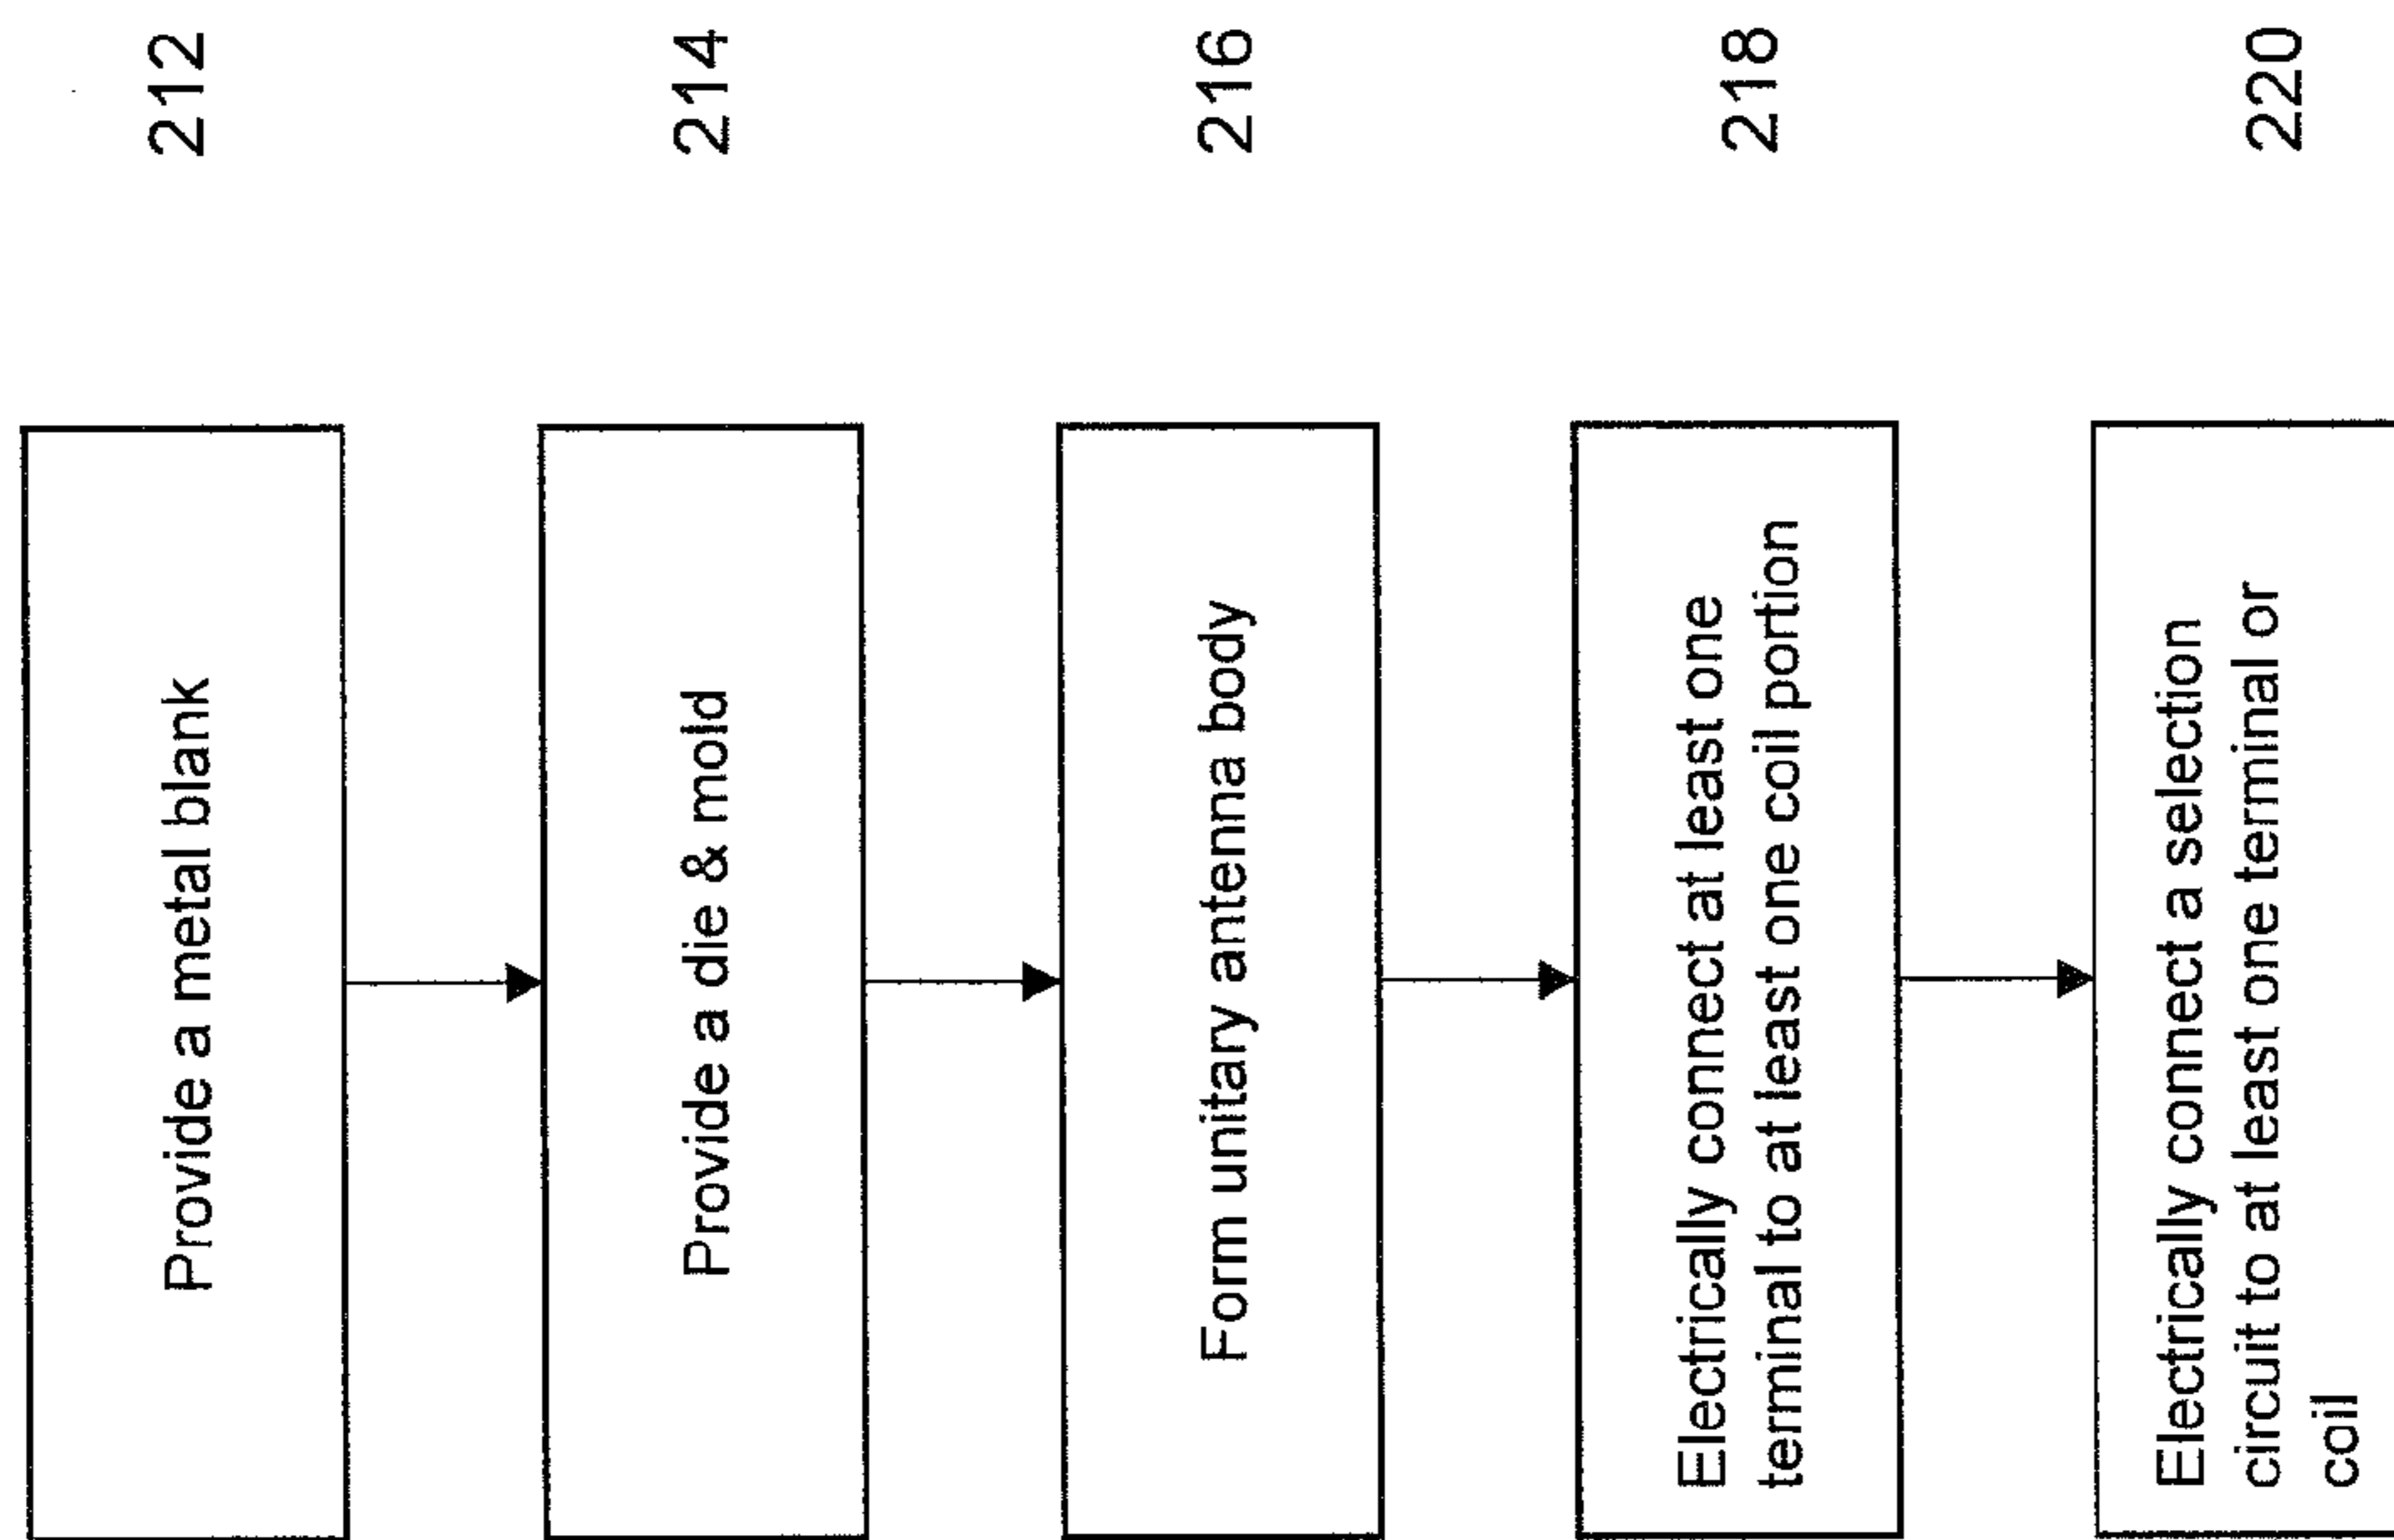 Provide a metal blank
212
Provide a die & mold
214
Form unitary antenna body
216
Electrically connect at least one
terminal to at least one coil portion
218
Electrically connect a selection
circuit to at least one terminal or
coil
220